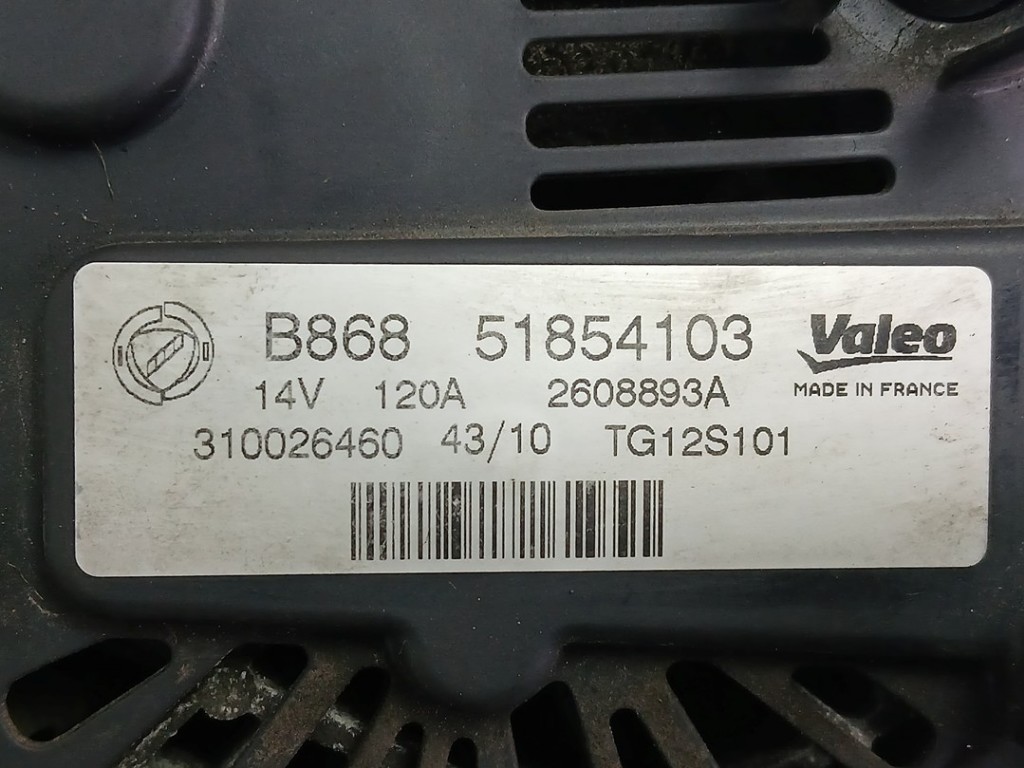 B868 51854103 Valeo
14V 120A 2608893A MADE IN FRANCE
310026460 43/10 TG12S101